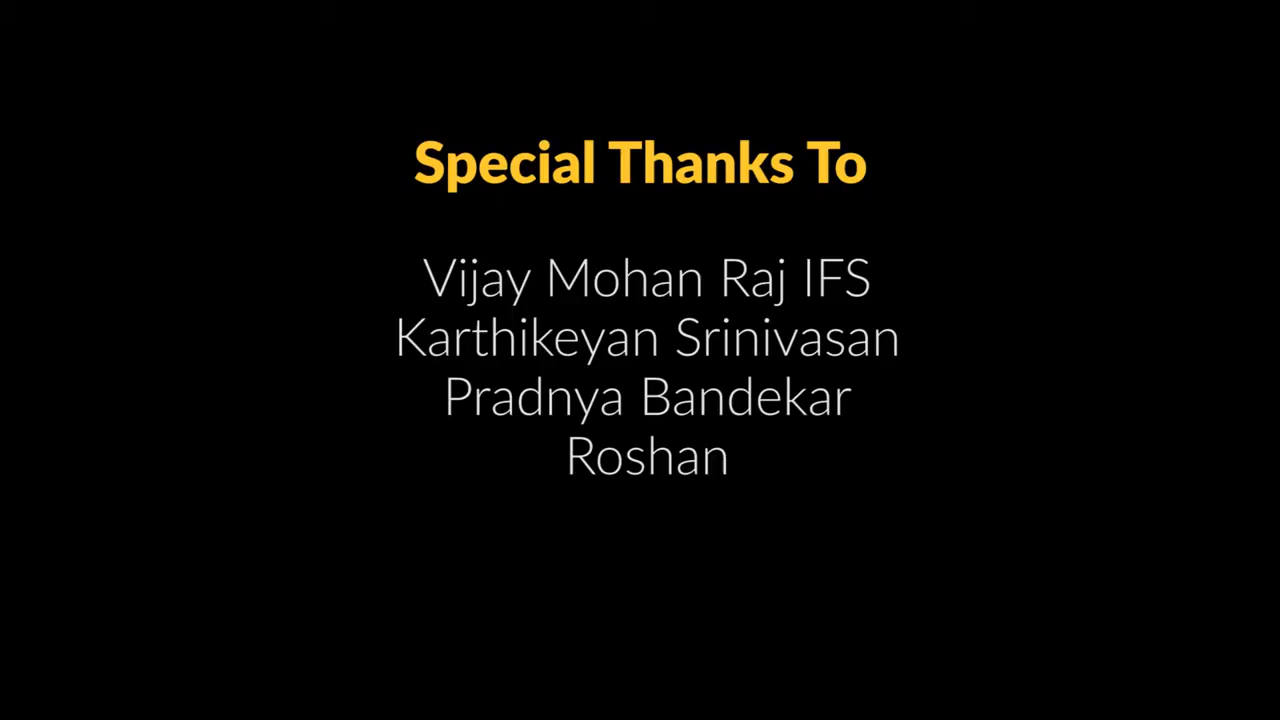 Special Thanks To
Vijay Mohan Raj IFS
Karthikeyan Srinivasan
Pradnya Bandekar
Roshan